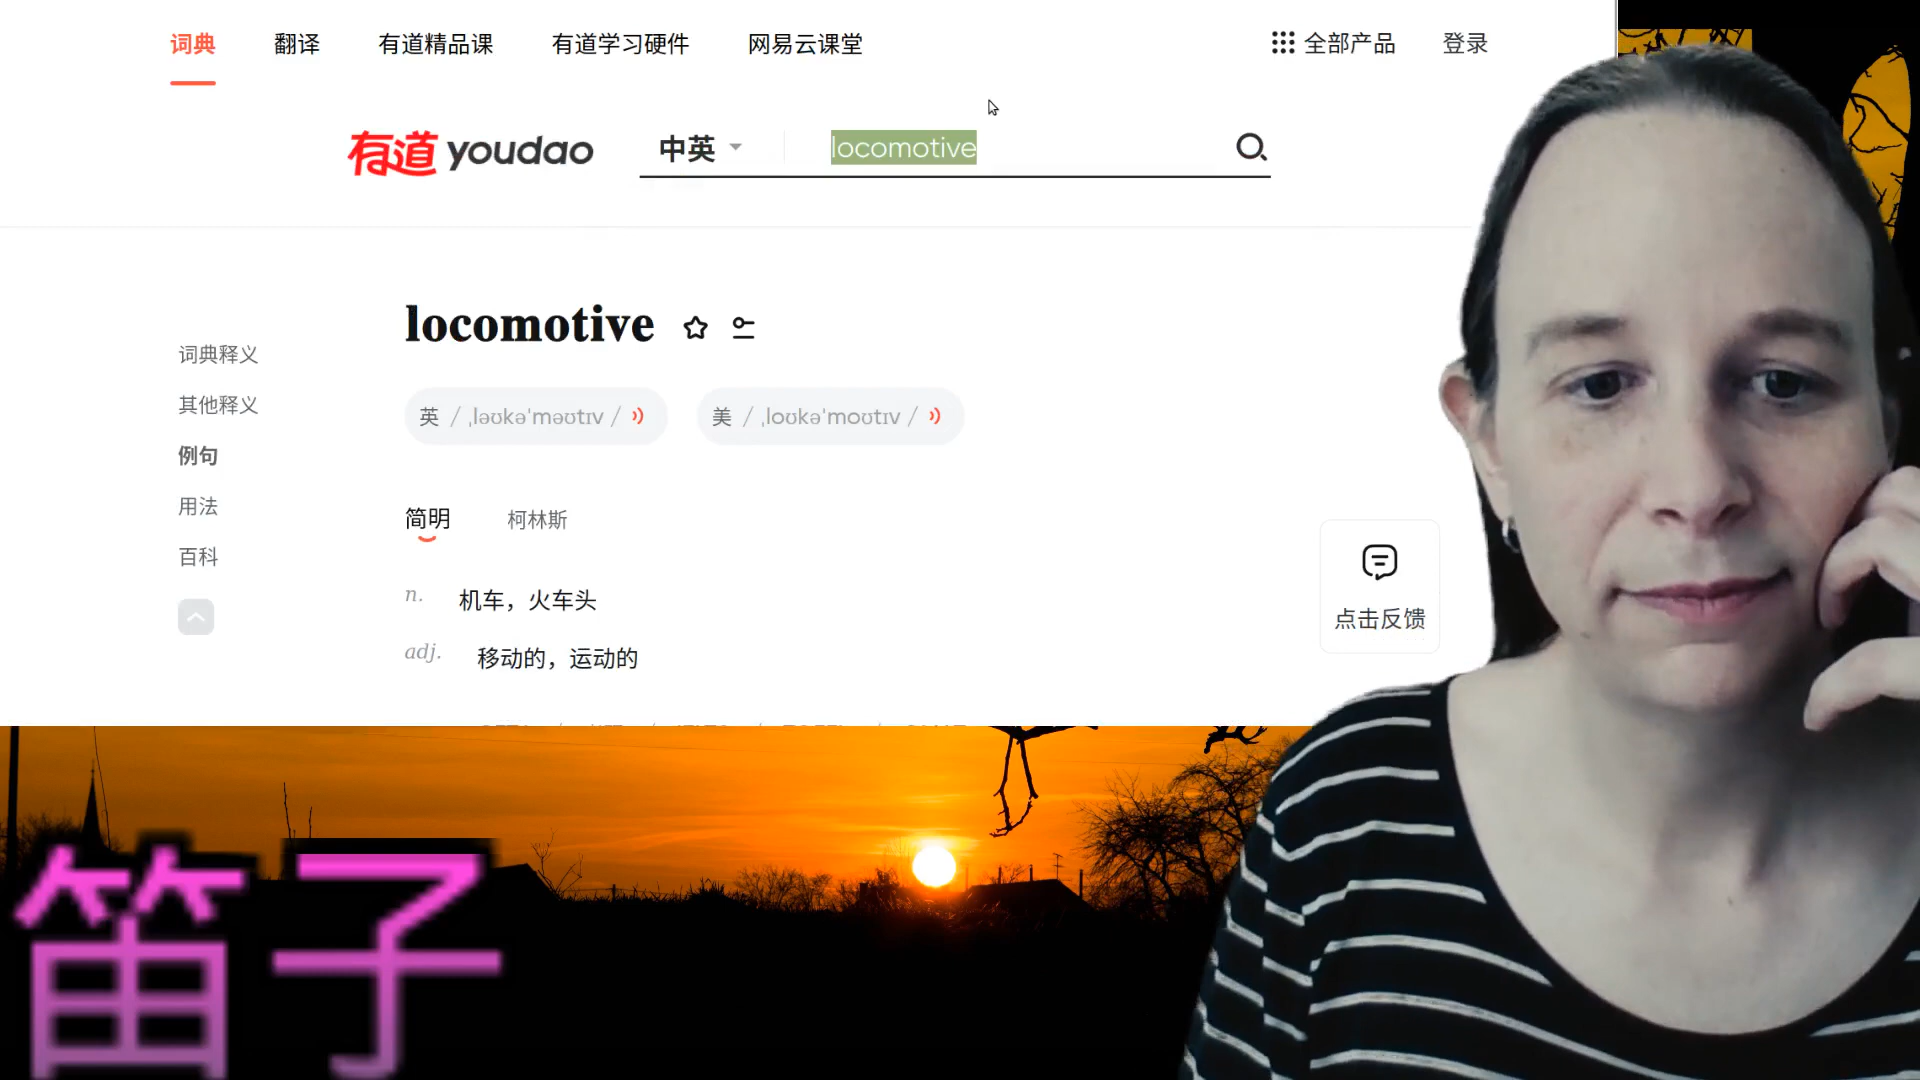 词典 翻译 有道精品课 有道学习硬件 网易云课堂 全部产品 登录
有道 youdao 中英 locomotive
locomotive
英 / ˌləʊkəˈməʊtɪv / 美 / ˌloʊkəˈmoʊtɪv /
词典释义
其他释义
例句
用法
百科
简明 柯林斯
n. 机车，火车头
adj. 移动的，运动的
点击反馈
笛子